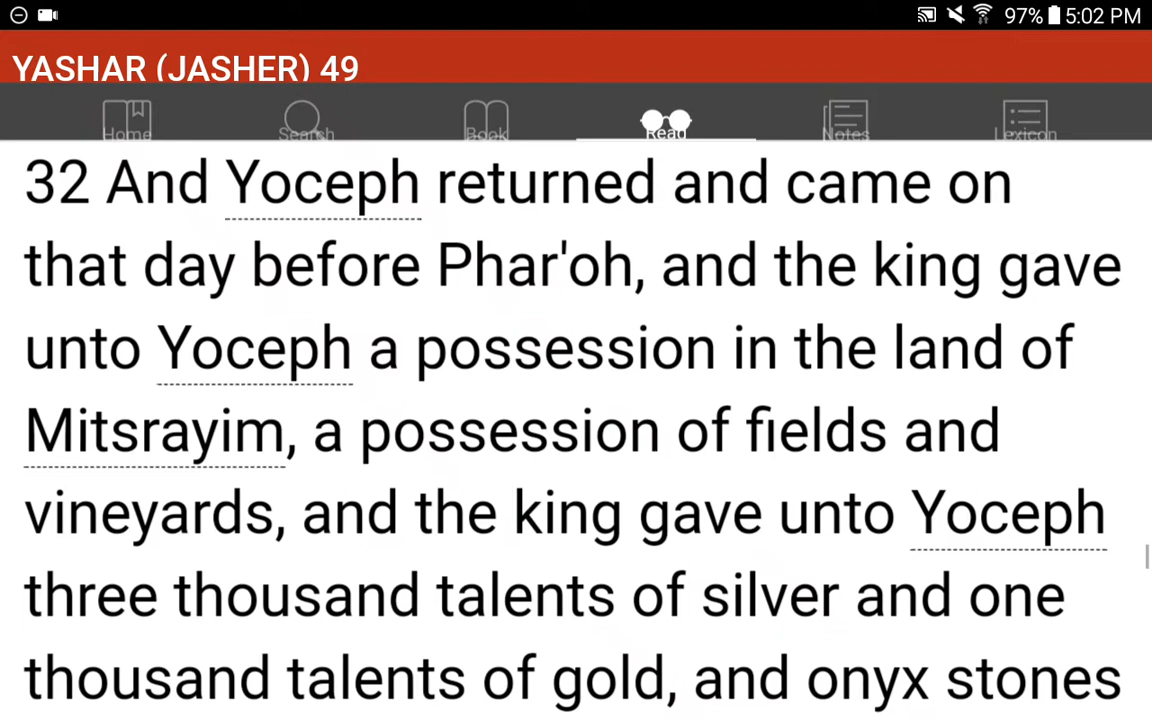 97% 5:02 PM
YASHAR (JASHER) 49
Home Search Book Read Notes Lexicon
32 And Yoceph returned and came on
that day before Phar'oh, and the king gave
unto Yoceph a possession in the land of
Mitsrayim, a possession of fields and
vineyards, and the king gave unto Yoceph
three thousand talents of silver and one
thousand talents of gold, and onyx stones